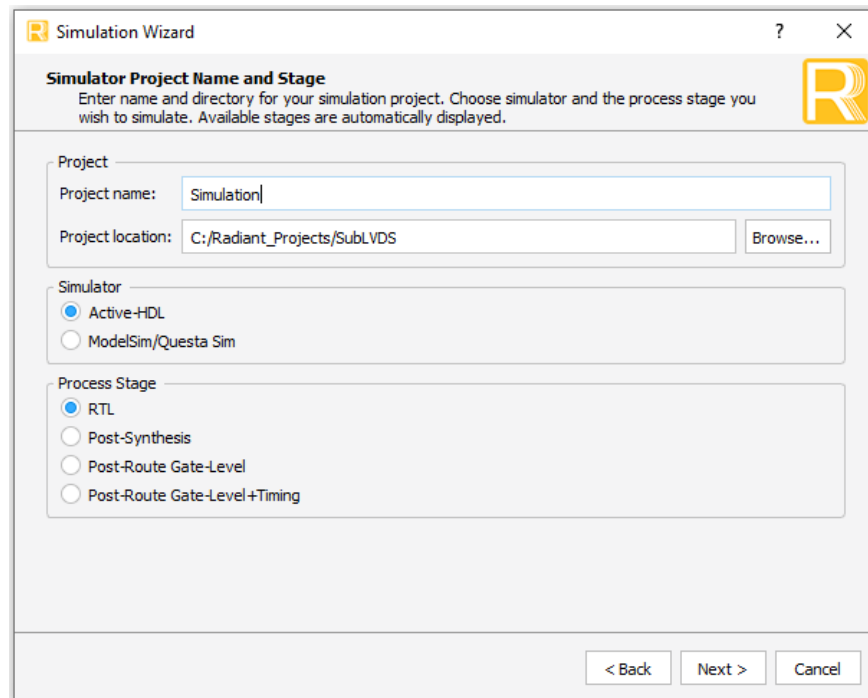 Simulation Wizard
? X
Simulator Project Name and Stage
Enter name and directory for your simulation project. Choose simulator and the process stage you
wish to simulate. Available stages are automatically displayed.
R
Project
Project name: Simulation
Project location: C:/Radiant_Projects/SubLVDS Browse...
Simulator
Active-HDL
ModelSim/Questa Sim
Process Stage
RTL
Post-Synthesis
Post-Route Gate-Level
Post-Route Gate-Level+Timing
< Back Next > Cancel